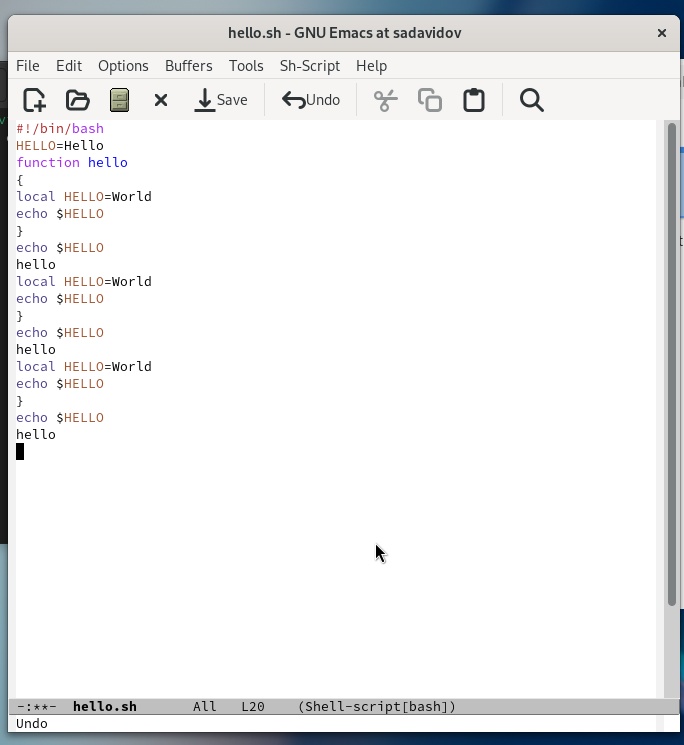 hello.sh - GNU Emacs at sadavidov
File Edit Options Buffers Tools Sh-Script Help
Save Undo
#!/bin/bash
HELLO=Hello
function hello
{
local HELLO=World
echo $HELLO
}
echo $HELLO
hello
local HELLO=World
echo $HELLO
}
echo $HELLO
hello
local HELLO=World
echo $HELLO
}
echo $HELLO
hello
-:**- hello.sh All L20 (Shell-script[bash])
Undo